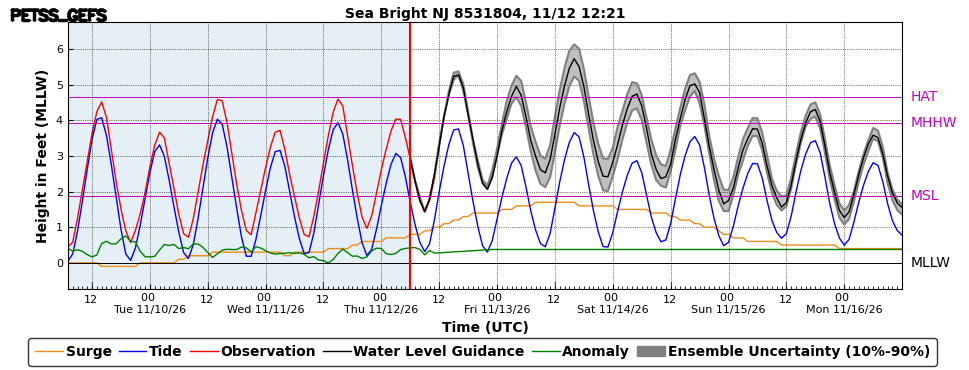 PETSS_GEFS
Sea Bright NJ 8531804, 11/12 12:21
Height in Feet (MLLW)
6
5
4
3
2
1
0
HAT
MHHW
MSL
MLLW
12 00 12 00 12 00 12 00 12 00 12 00 12 00
Tue 11/10/26 Wed 11/11/26 Thu 11/12/26 Fri 11/13/26 Sat 11/14/26 Sun 11/15/26 Mon 11/16/26
Time (UTC)
Surge Tide Observation Water Level Guidance Anomaly Ensemble Uncertainty (10%-90%)